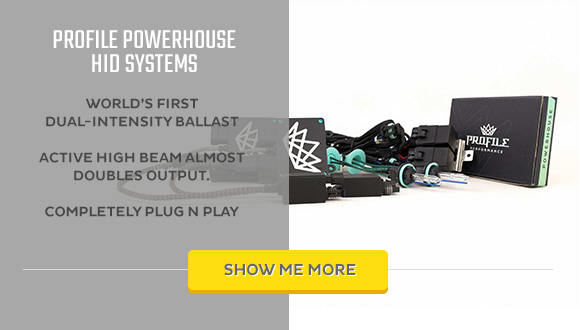 PROFILE POWERHOUSE
HID SYSTEMS
WORLD'S FIRST
DUAL-INTENSITY BALLAST
ACTIVE HIGH BEAM ALMOST
DOUBLES OUTPUT.
COMPLETELY PLUG N PLAY
PROFILE
PERFORMANCE
POWERHOUSE
SHOW ME MORE